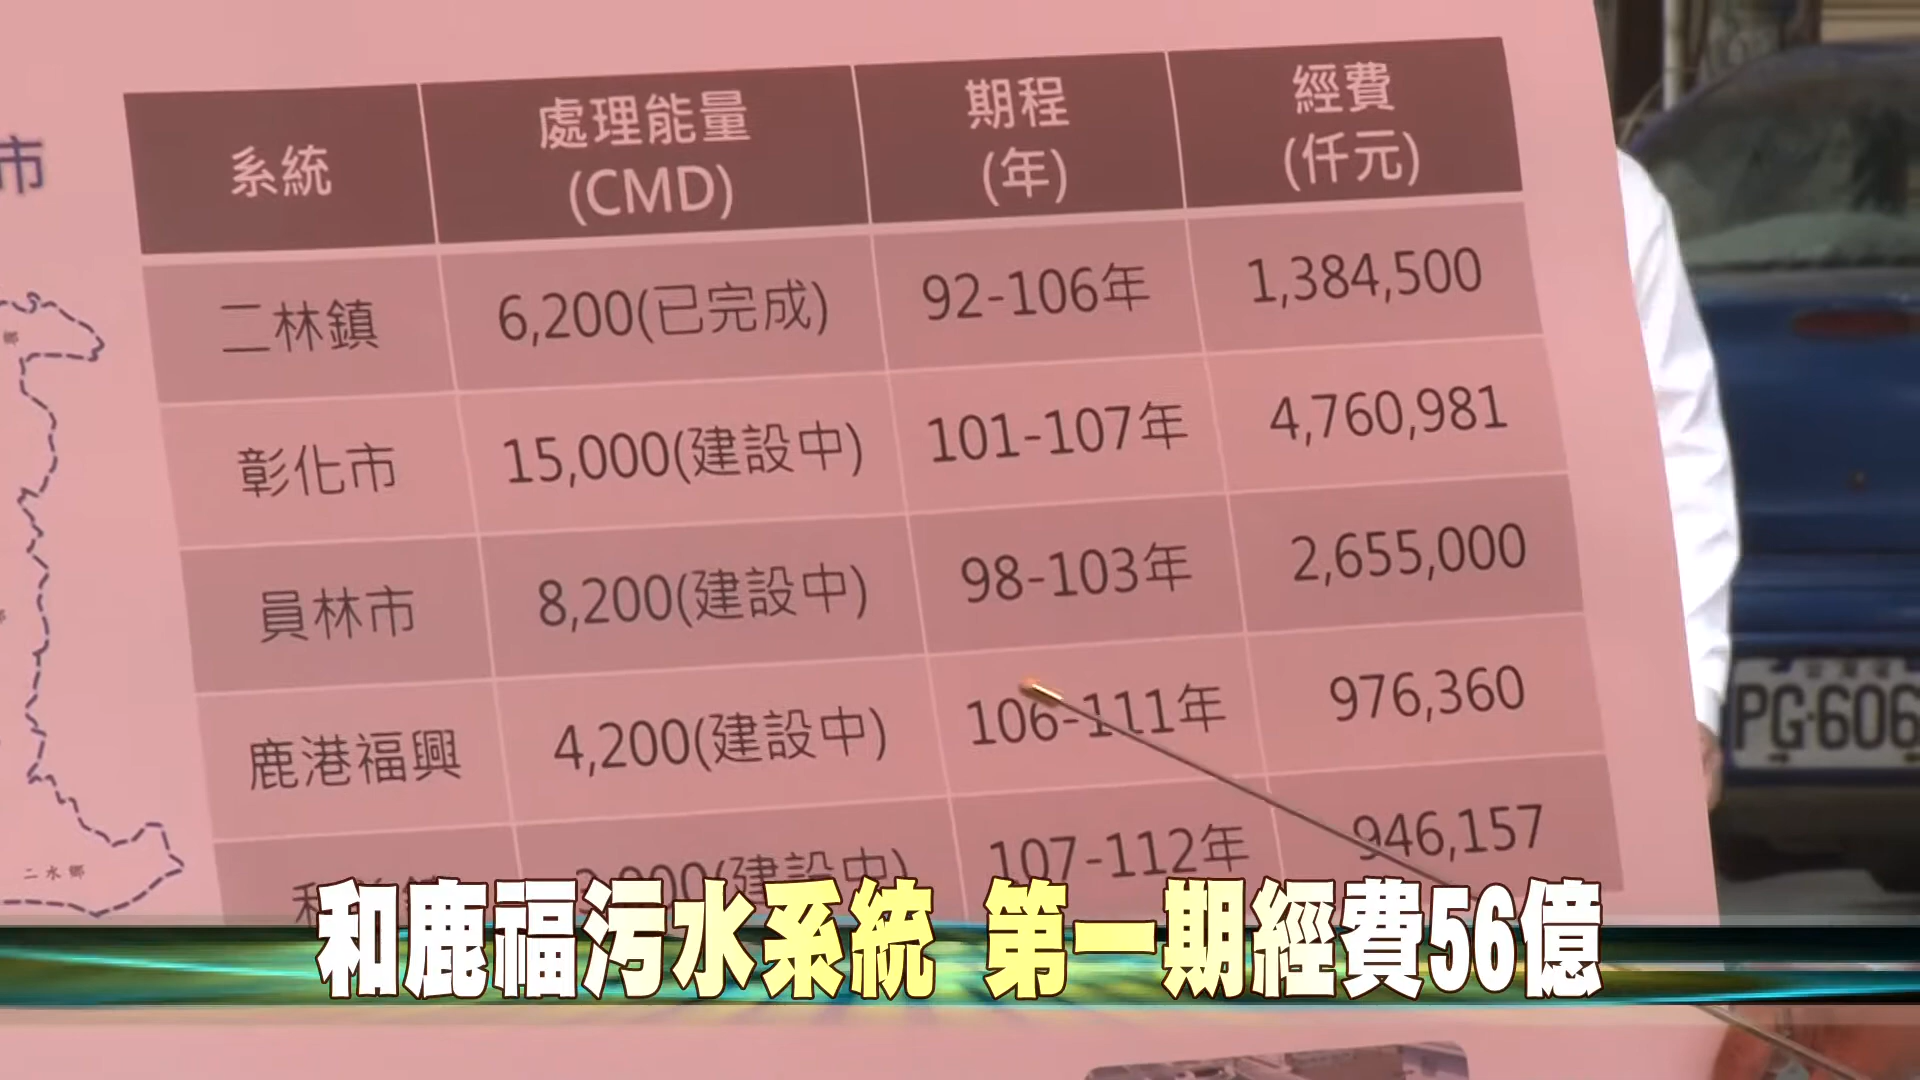 市
系統 處理能量 (CMD) 期程 (年) 經費 (仟元)
二林鎮 6,200(已完成) 92-106年 1,384,500
彰化市 15,000(建設中) 101-107年 4,760,981
員林市 8,200(建設中) 98-103年 2,655,000
鹿港福興 4,200(建設中) 106-111年 976,360
(建設中) 107-112年 946,157
二水鄉
PG-606
和鹿福污水系統 第一期經費56億